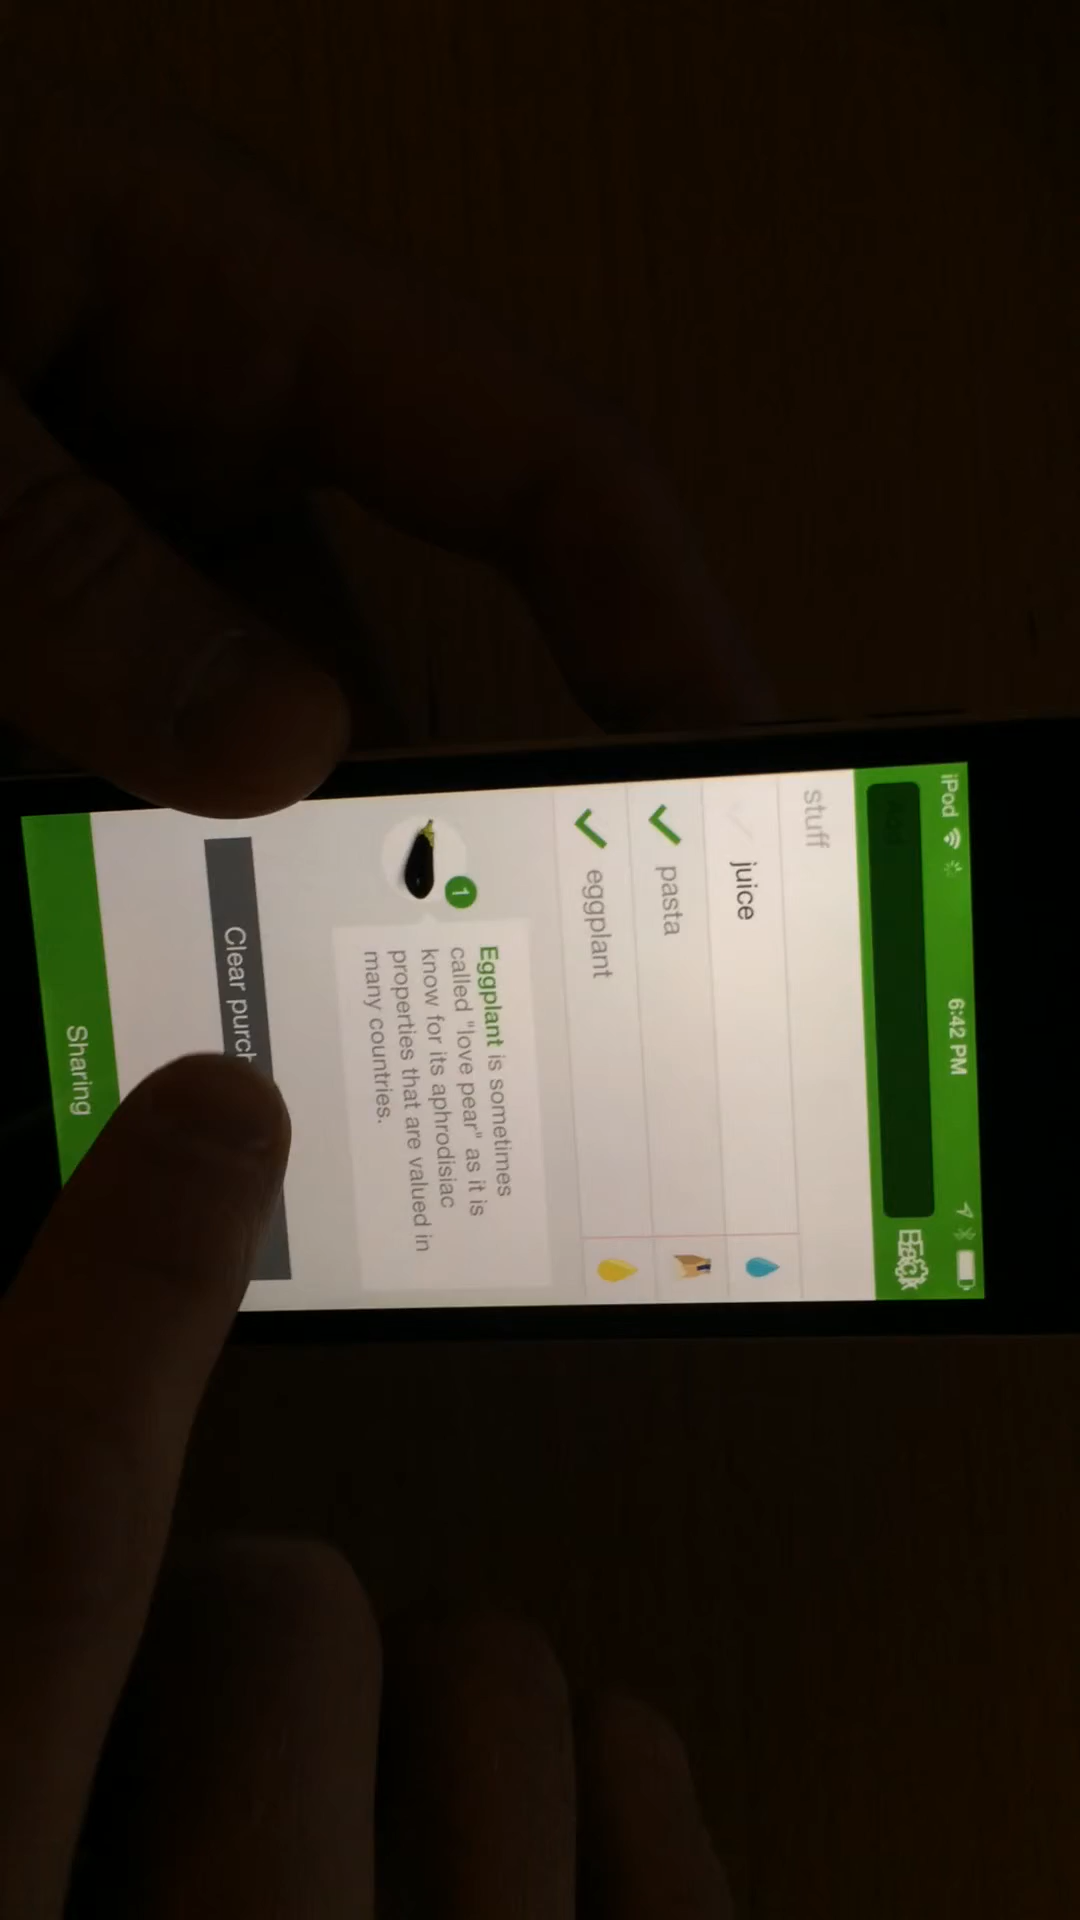 iPod 6:42 PM
Add
stuff
juice
pasta
eggplant
1
Eggplant is sometimes
called "love pear" as it is
know for its aphrodisiac
properties that are valued in
many countries.
Clear purch
Sharing